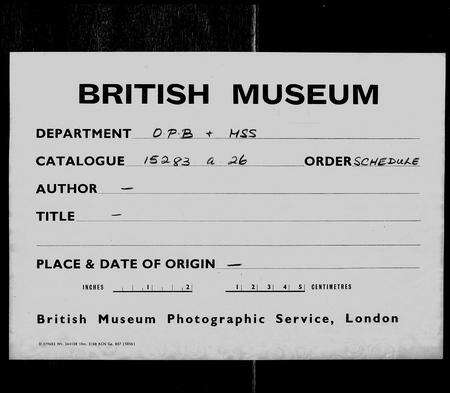 BRITISH MUSEUM
DEPARTMENT O P B + MSS
CATALOGUE 15283 a 26 ORDER SCHEDULE
AUTHOR —
TITLE —
PLACE & DATE OF ORIGIN —
INCHES 1 2 1 2 3 4 5 CENTIMETRES
British Museum Photographic Service, London